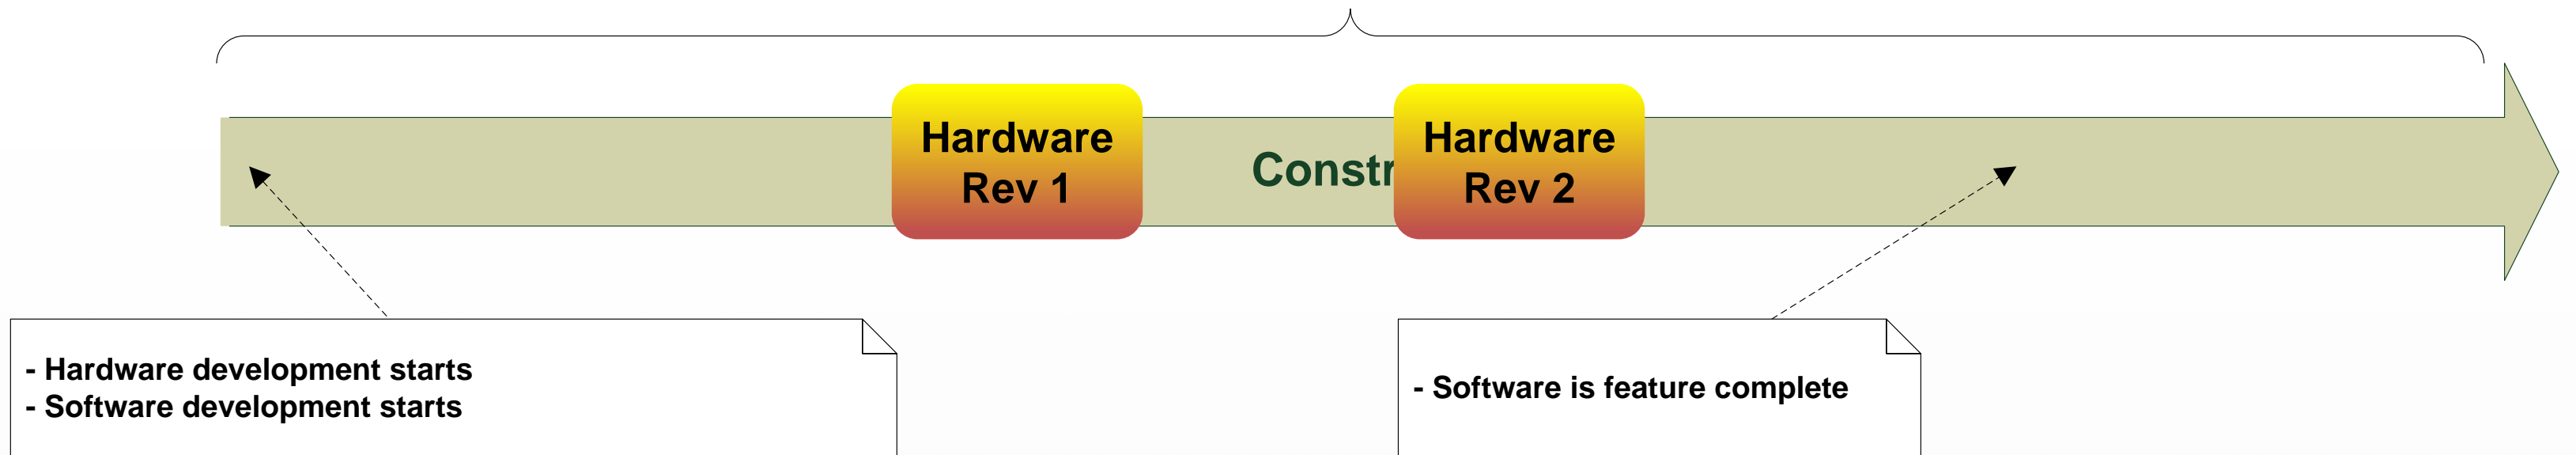 Hardware
Rev 1
Constr
Hardware
Rev 2
- Hardware development starts
- Software development starts
- Software is feature complete